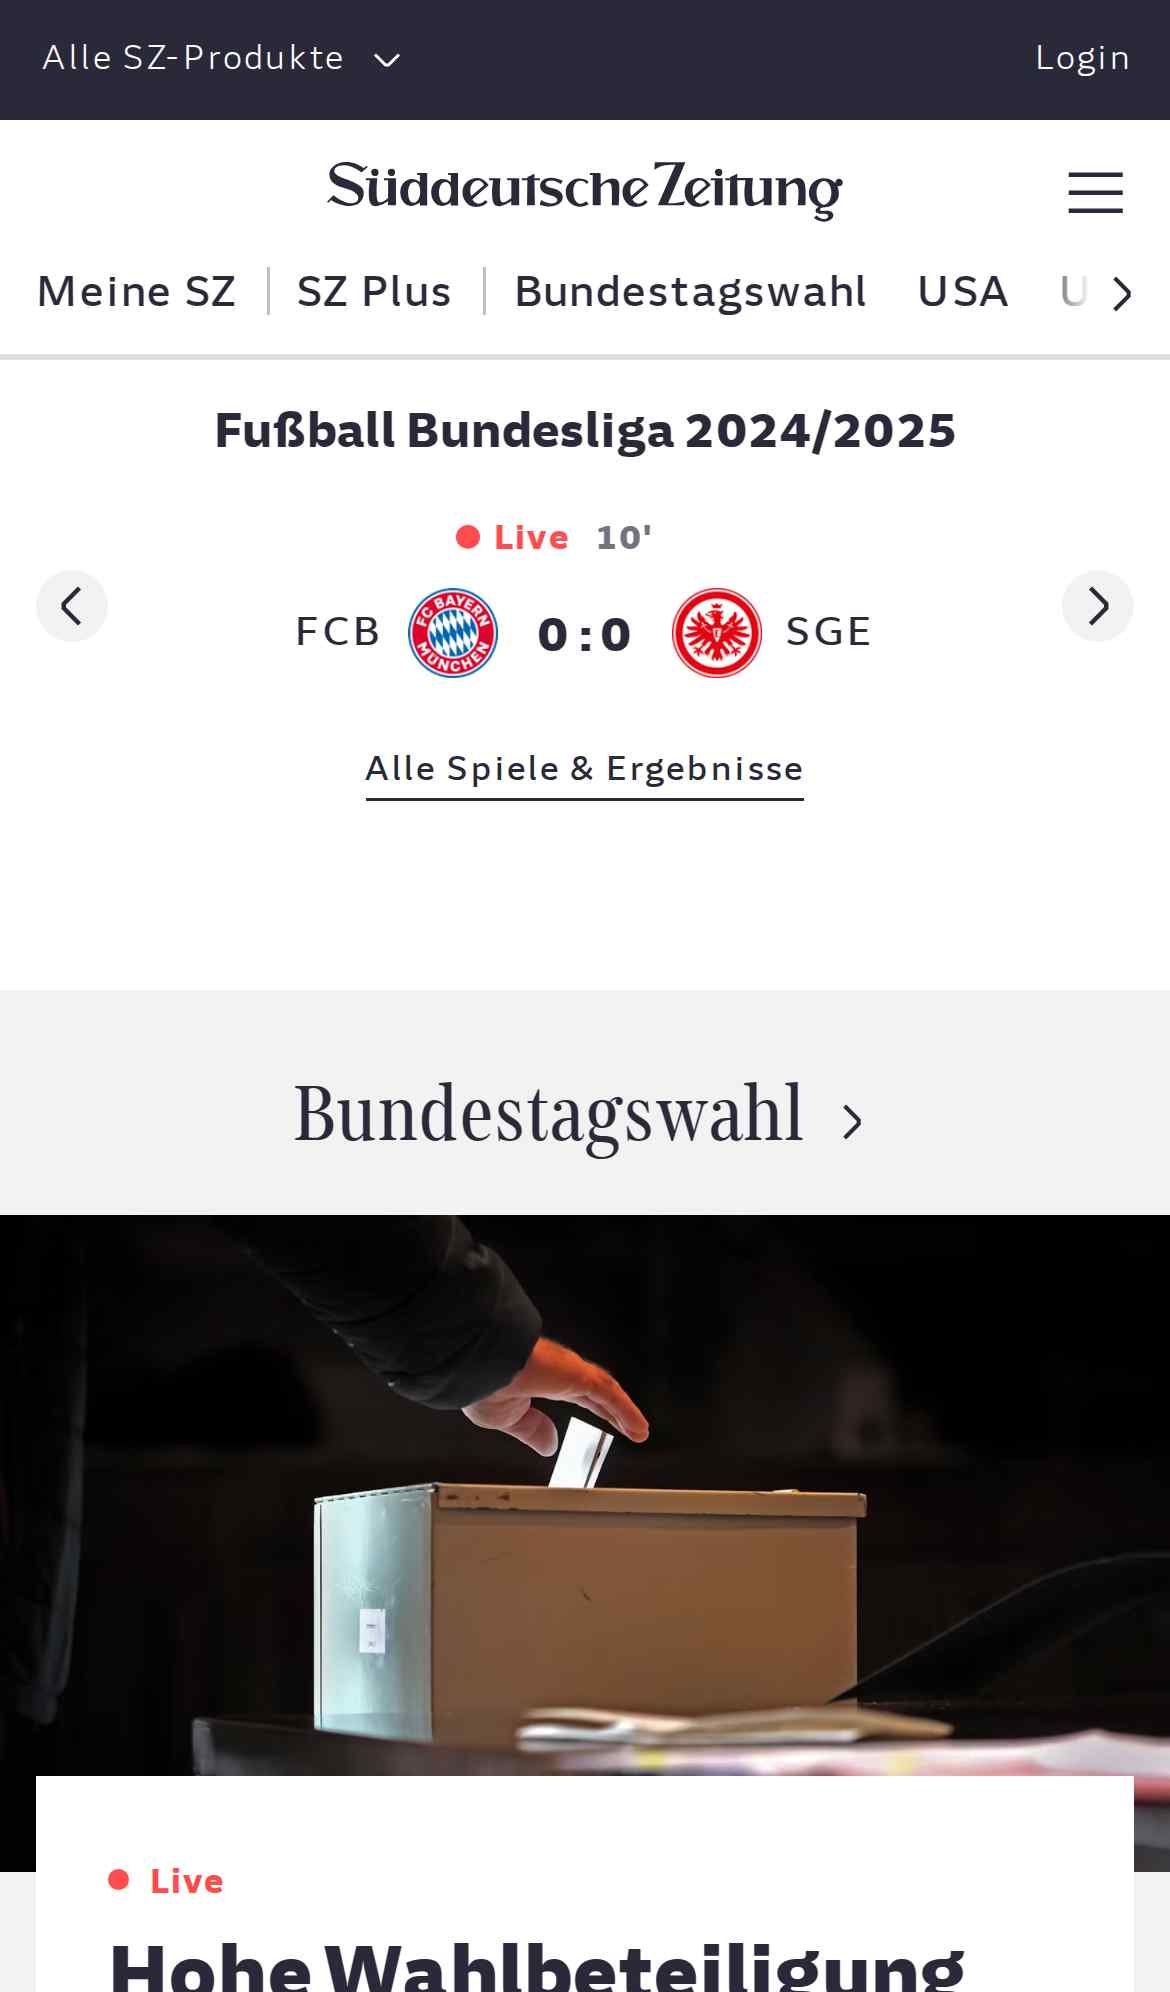 Alle SZ-Produkte
Login
Süddeutsche Zeitung
Meine SZ
SZ Plus
Bundestagswahl
USA
U
Fußball Bundesliga 2024/2025
Live 10'
FCB
FC BAYERN
MÜNCHEN
0:0
SGE
Alle Spiele & Ergebnisse
Bundestagswahl
Live
Hohe Wahlbeteiligung